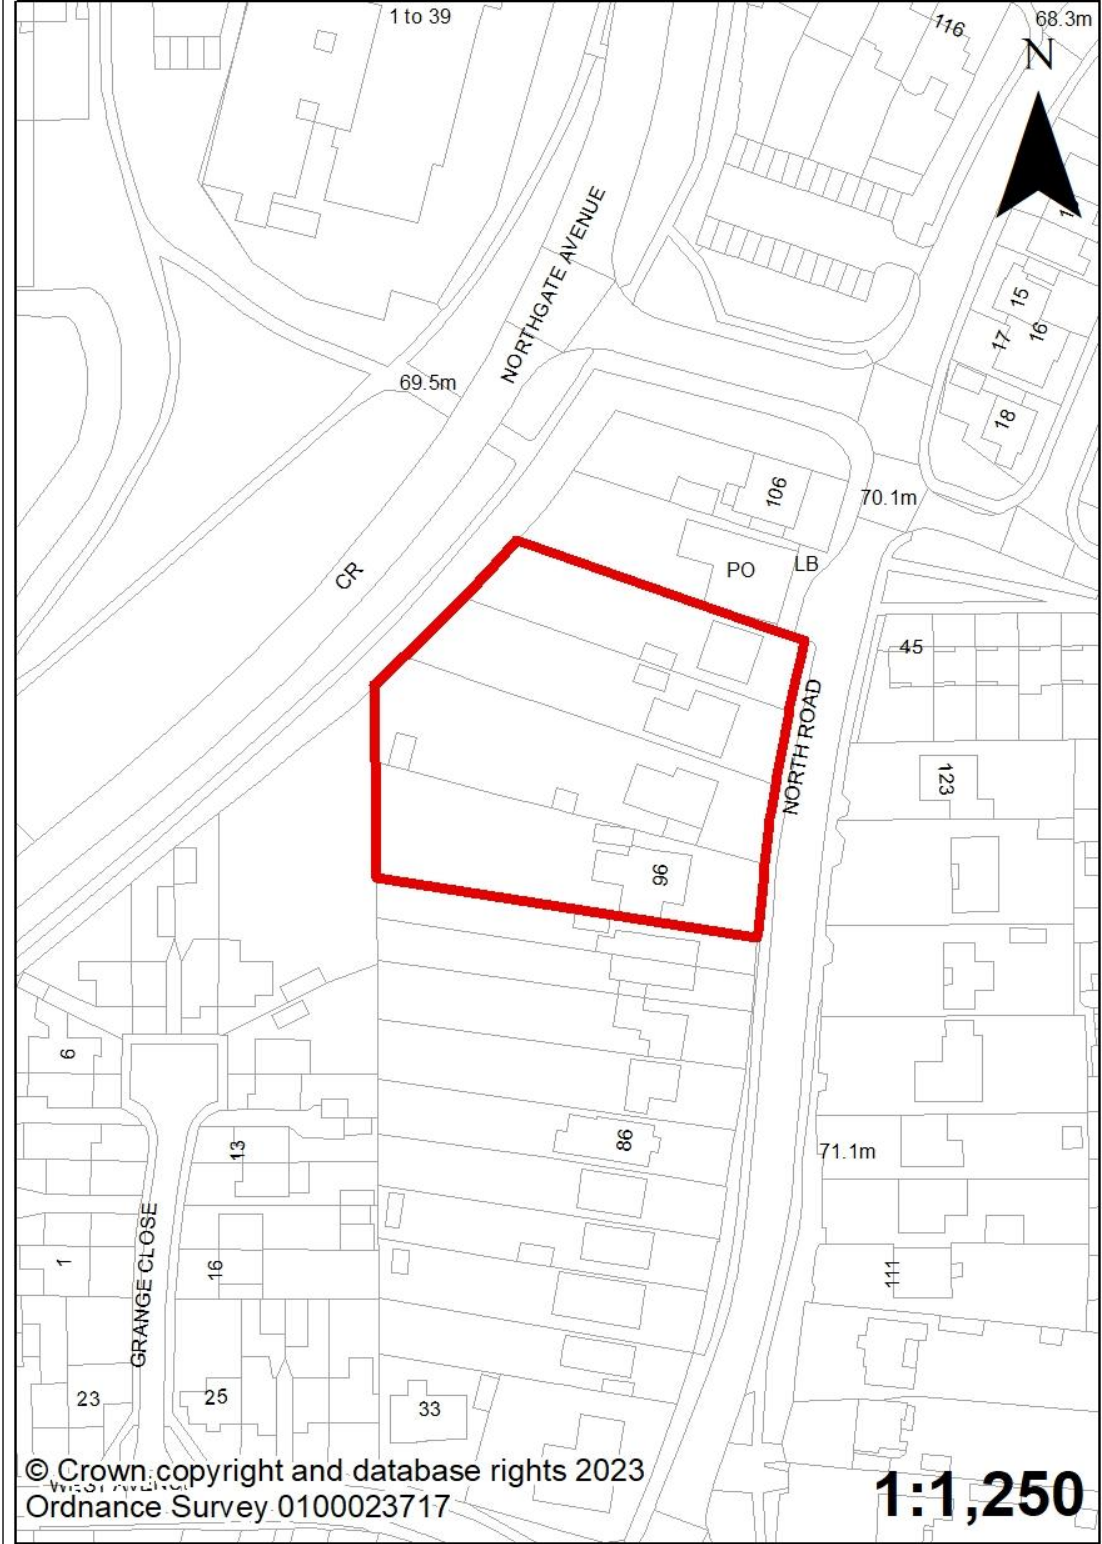 1 to 39
116
68.3m
N
NORTHGATE AVENUE
15
16
17
18
69.5m
106
70.1m
CR
PO
LB
45
NORTH ROAD
123
96
6
86
71.1m
13
GRANGE CLOSE
1
16
111
23
25
33
© Crown copyright and database rights 2023
WEST AVENUE
Ordnance Survey 0100023717
1:1,250